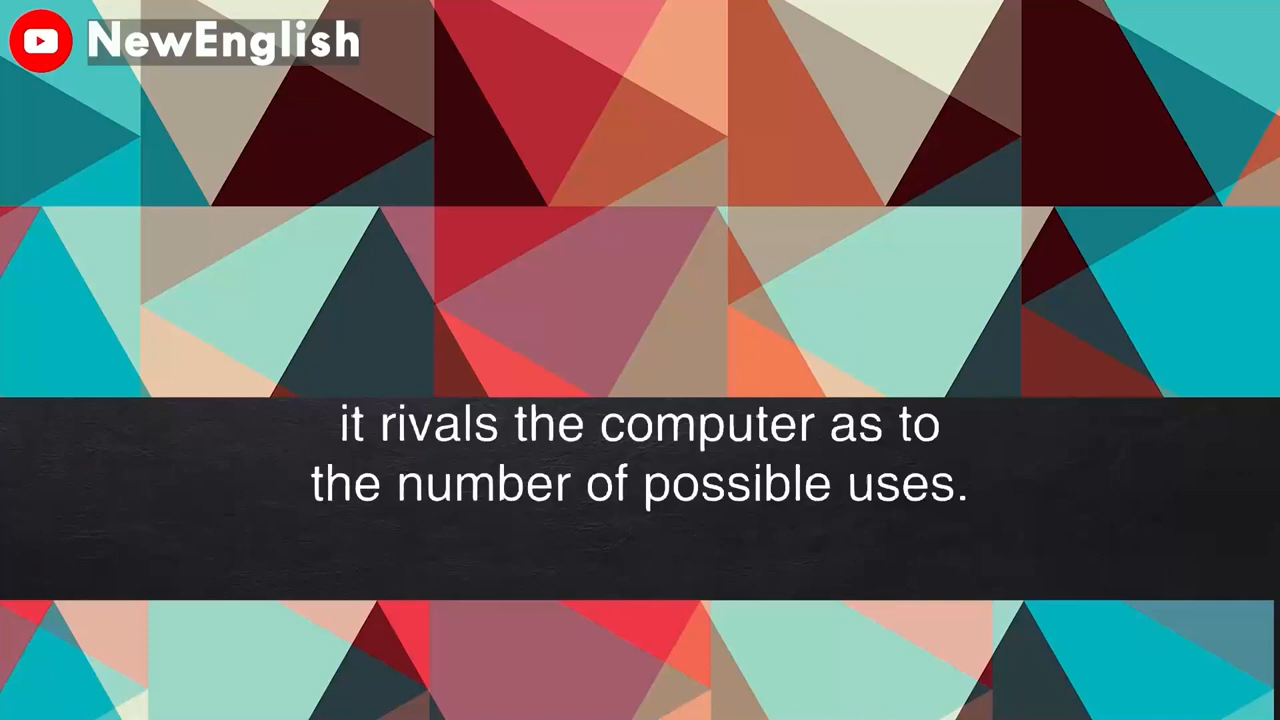 NewEnglish
it rivals the computer as to
the number of possible uses.